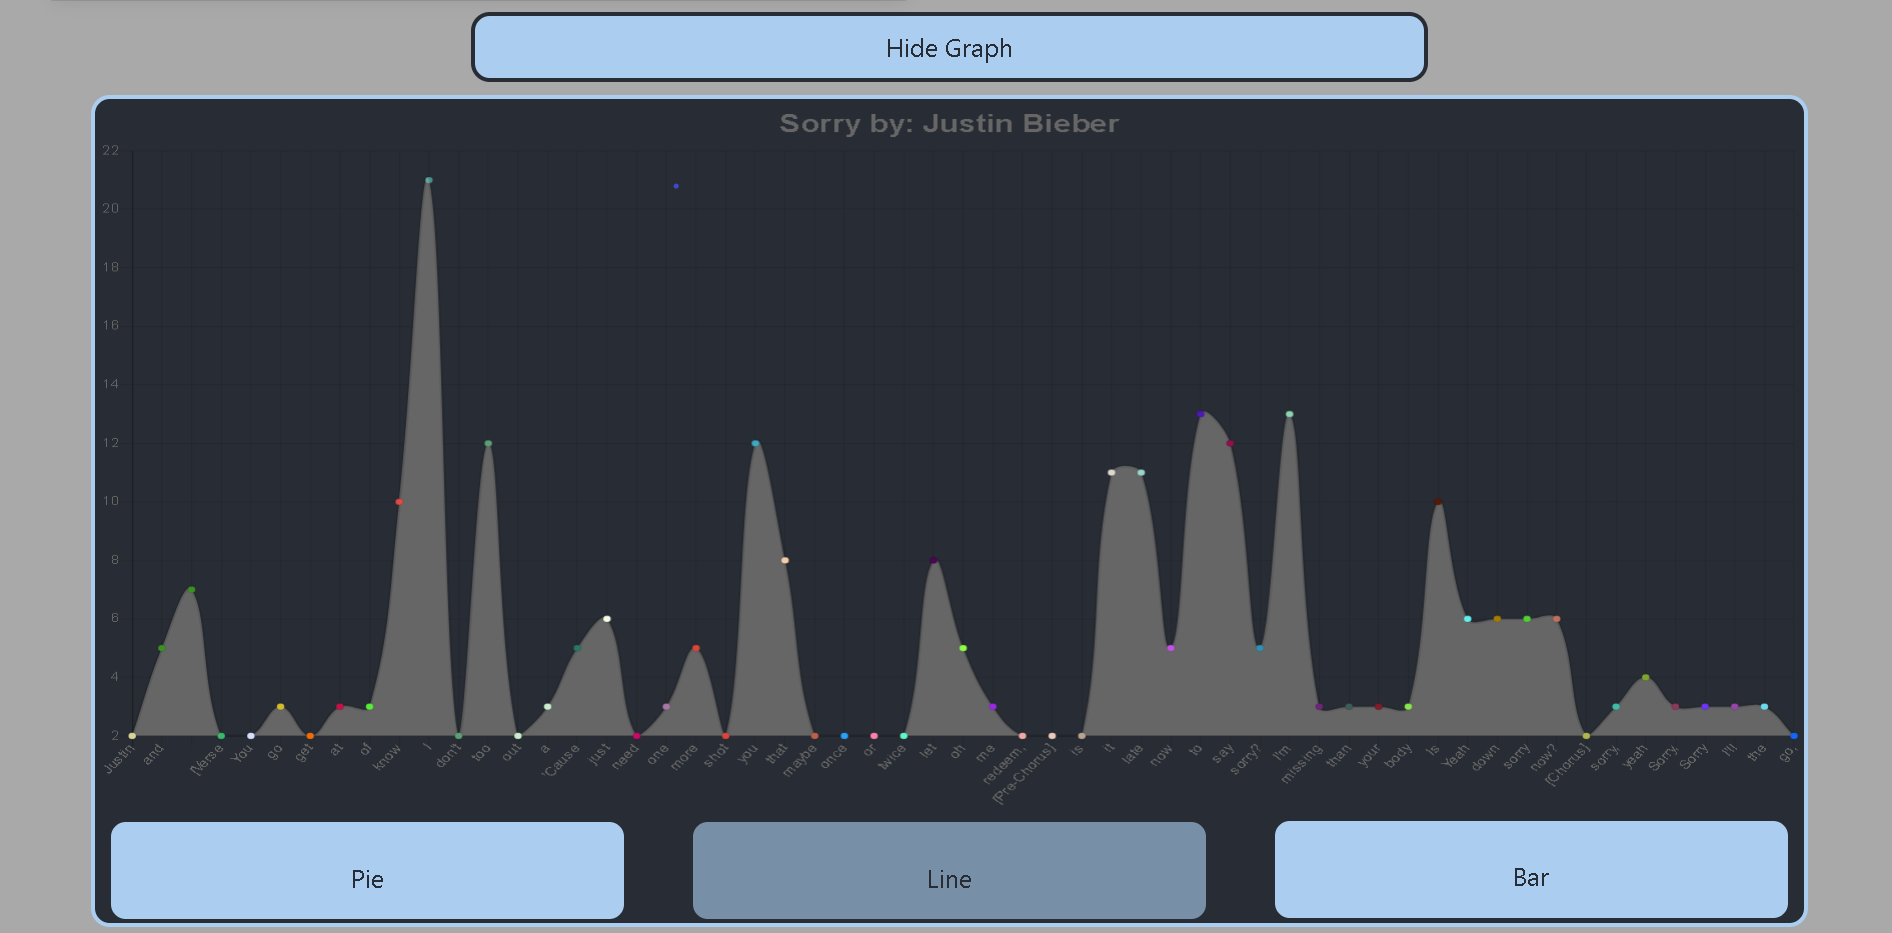 Hide Graph
Sorry by: Justin Bieber
22
20
18
16
14
12
10
8
6
4
2
Justin
and
[Verse
You
go
get
at
of
know
I
don't
too
out
a
'Cause
just
need
one
more
shot
you
that
maybe
once
or
twice
let
oh
me
redeem,
[Pre-Chorus]
is
it
late
now
to
say
sorry?
I'm
missing
than
your
body
Is
Yeah
down
sorry
now?
[Chorus]
sorry,
yeah
Sorry,
Sorry
I'll
the
go,
Pie
Line
Bar